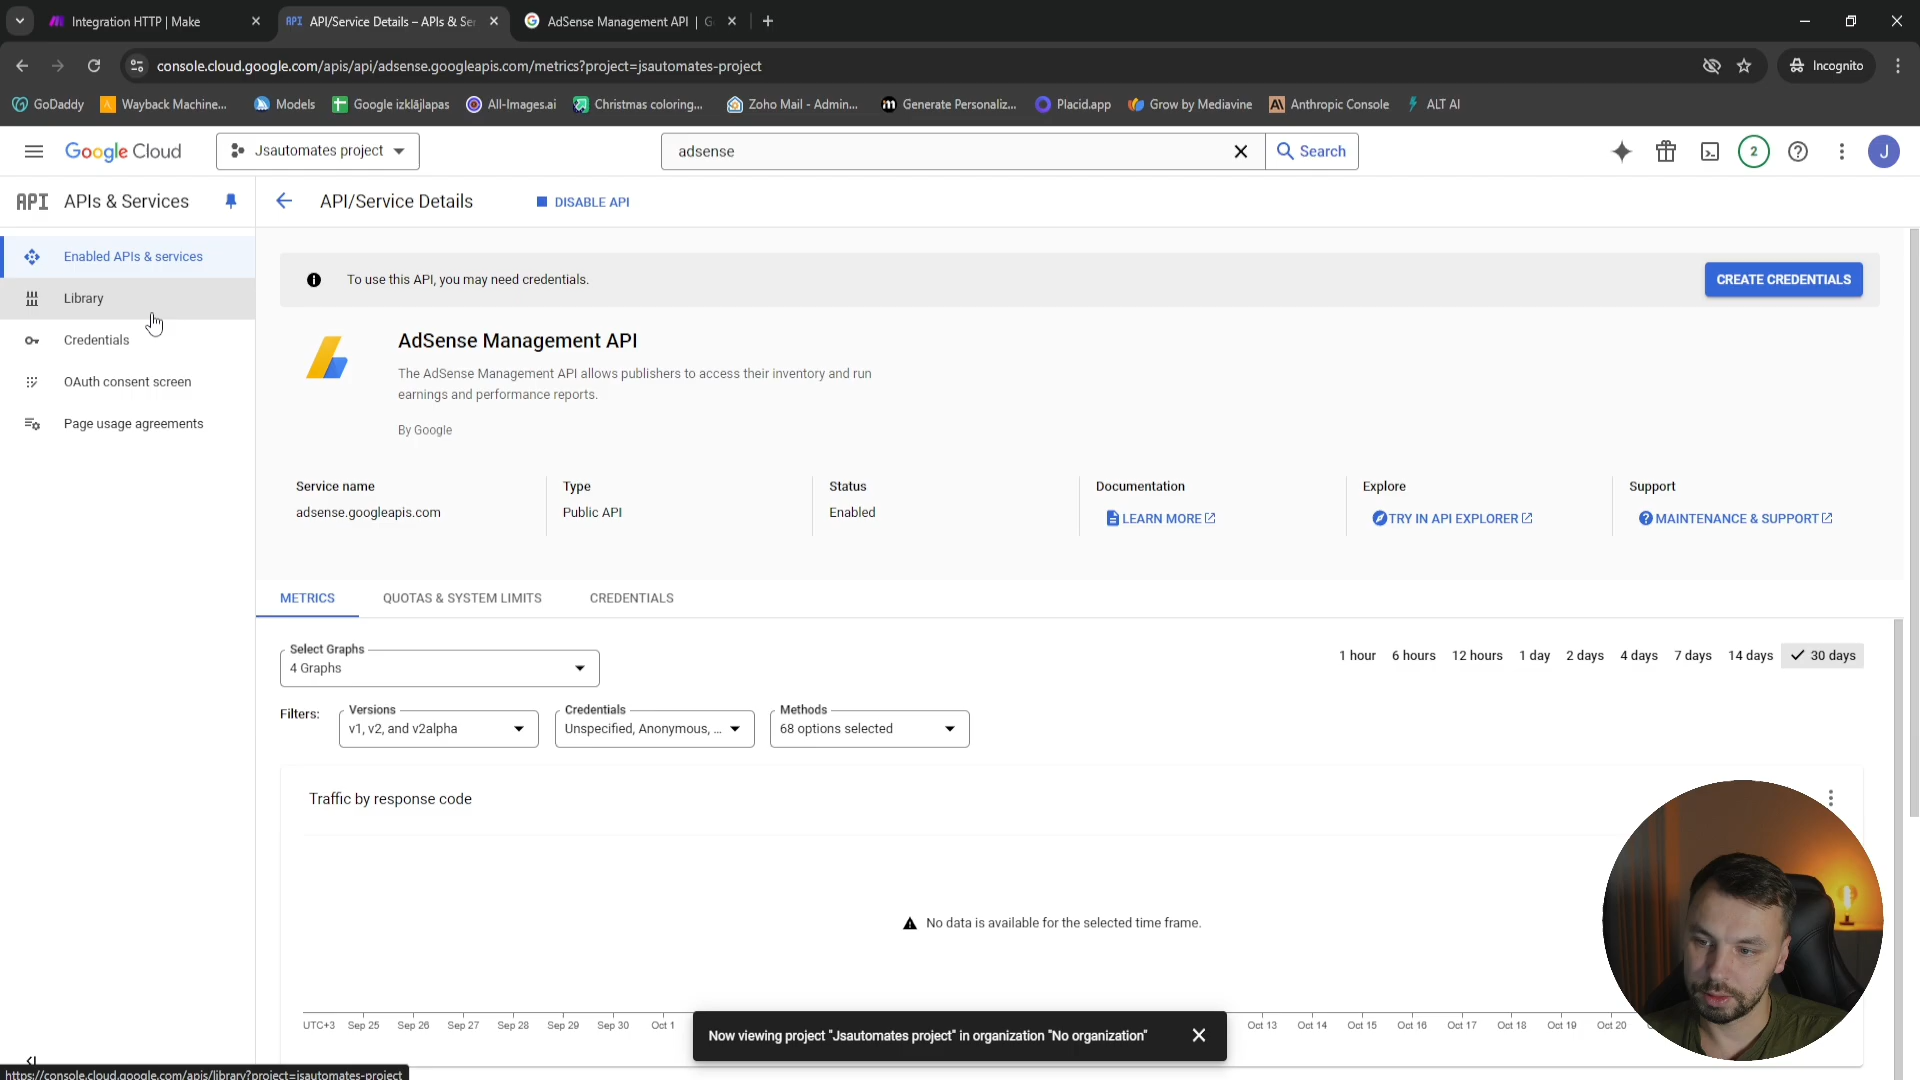 Integration HTTP | Make
API API/Service Details – APIs & Se
AdSense Management API | G
console.cloud.google.com/apis/api/adsense.googleapis.com/metrics?project=jsautomates-project
Incognito
GoDaddy
Wayback Machine...
Models
Google izklājlapas
All-Images.ai
Christmas coloring...
Zoho Mail - Admin...
Generate Personaliz...
Placid.app
Grow by Mediavine
Anthropic Console
ALT AI
Google Cloud
Jsautomates project
adsense
Search
2
J
API APIs & Services
API/Service Details
DISABLE API
Enabled APIs & services
Library
Credentials
OAuth consent screen
Page usage agreements
To use this API, you may need credentials.
CREATE CREDENTIALS
AdSense Management API
The AdSense Management API allows publishers to access their inventory and run
earnings and performance reports.
By Google
Service name
adsense.googleapis.com
Type
Public API
Status
Enabled
Documentation
LEARN MORE
Explore
TRY IN API EXPLORER
Support
MAINTENANCE & SUPPORT
METRICS
QUOTAS & SYSTEM LIMITS
CREDENTIALS
Select Graphs
4 Graphs
1 hour 6 hours 12 hours 1 day 2 days 4 days 7 days 14 days 30 days
Filters:
Versions
v1, v2, and v2alpha
Credentials
Unspecified, Anonymous, ...
Methods
68 options selected
Traffic by response code
No data is available for the selected time frame.
UTC+3 Sep 25 Sep 26 Sep 27 Sep 28 Sep 29 Sep 30 Oct 1
Oct 13 Oct 14 Oct 15 Oct 16 Oct 17 Oct 18 Oct 19 Oct 20
Now viewing project "Jsautomates project" in organization "No organization"
https://console.cloud.google.com/apis/library?project=jsautomates-project